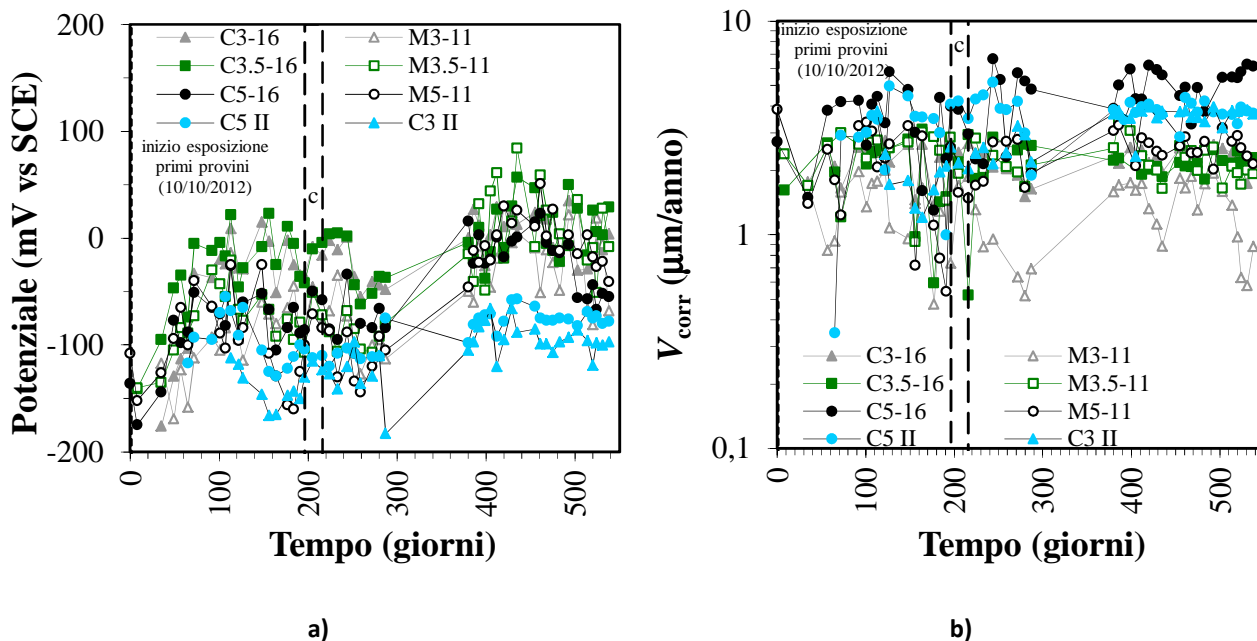 200
100
0
-100
-200
Potenziale (mV vs SCE)
C3-16
M3-11
C3.5-16
M3.5-11
C5-16
M5-11
C5 II
C3 II
inizio esposizione
primi provini
(10/10/2012)
c
0
100
200
300
400
500
Tempo (giorni)
a)
10
1
0,1
Vcorr (μm/anno)
inizio esposizione
primi provini
(10/10/2012)
c
C3-16
M3-11
C3.5-16
M3.5-11
C5-16
M5-11
C5 II
C3 II
0
100
200
300
400
500
Tempo (giorni)
b)